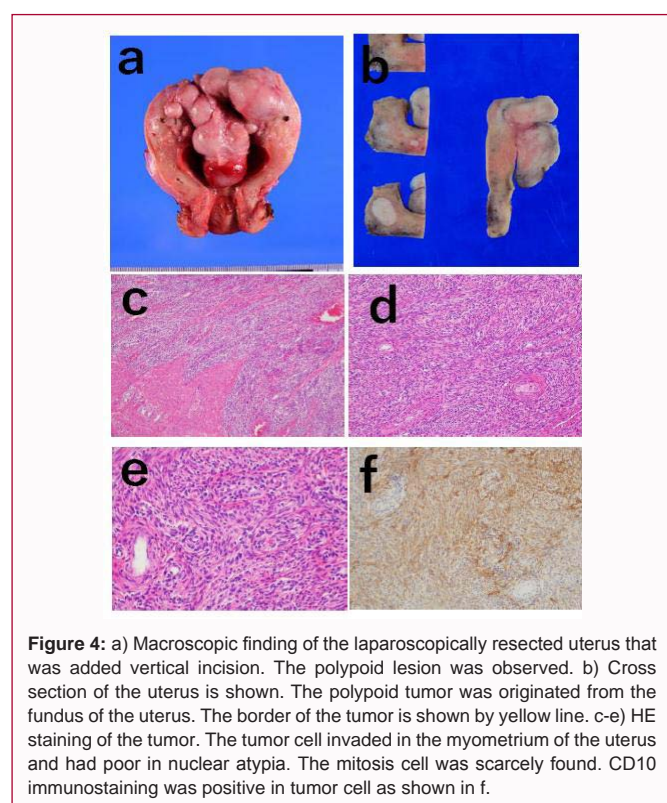 a
b
c
d
e
f
Figure 4: a) Macroscopic finding of the laparoscopically resected uterus that
was added vertical incision. The polypoid lesion was observed. b) Cross
section of the uterus is shown. The polypoid tumor was originated from the
fundus of the uterus. The border of the tumor is shown by yellow line. c-e) HE
staining of the tumor. The tumor cell invaded in the myometrium of the uterus
and had poor in nuclear atypia. The mitosis cell was scarcely found. CD10
immunostaining was positive in tumor cell as shown in f.